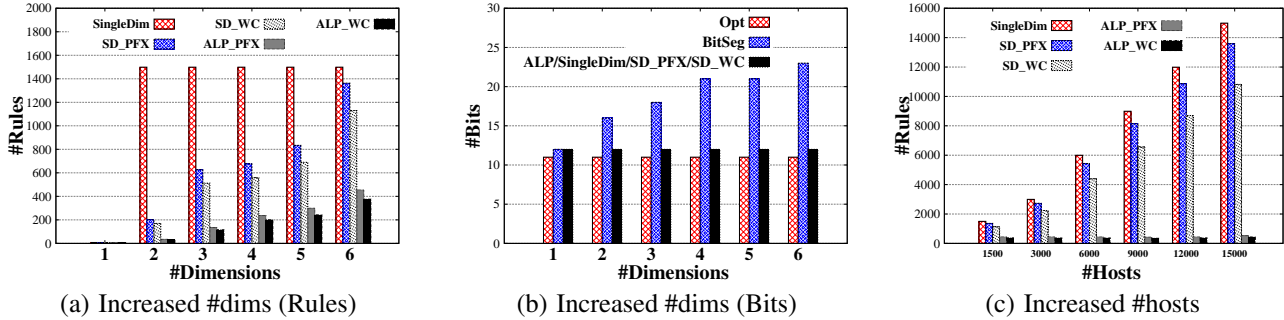 SingleDim SD_WC ALP_WC
SD_PFX ALP_PFX
#Rules
2000
1800
1600
1400
1200
1000
800
600
400
200
0
1 2 3 4 5 6
#Dimensions
(a) Increased #dims (Rules)
Opt
BitSeg
ALP/SingleDim/SD_PFX/SD_WC
#Bits
30
25
20
15
10
5
0
1 2 3 4 5 6
#Dimensions
(b) Increased #dims (Bits)
SingleDim ALP_PFX
SD_PFX ALP_WC
SD_WC
#Rules
16000
14000
12000
10000
8000
6000
4000
2000
0
1500 3000 6000 9000 12000 15000
#Hosts
(c) Increased #hosts